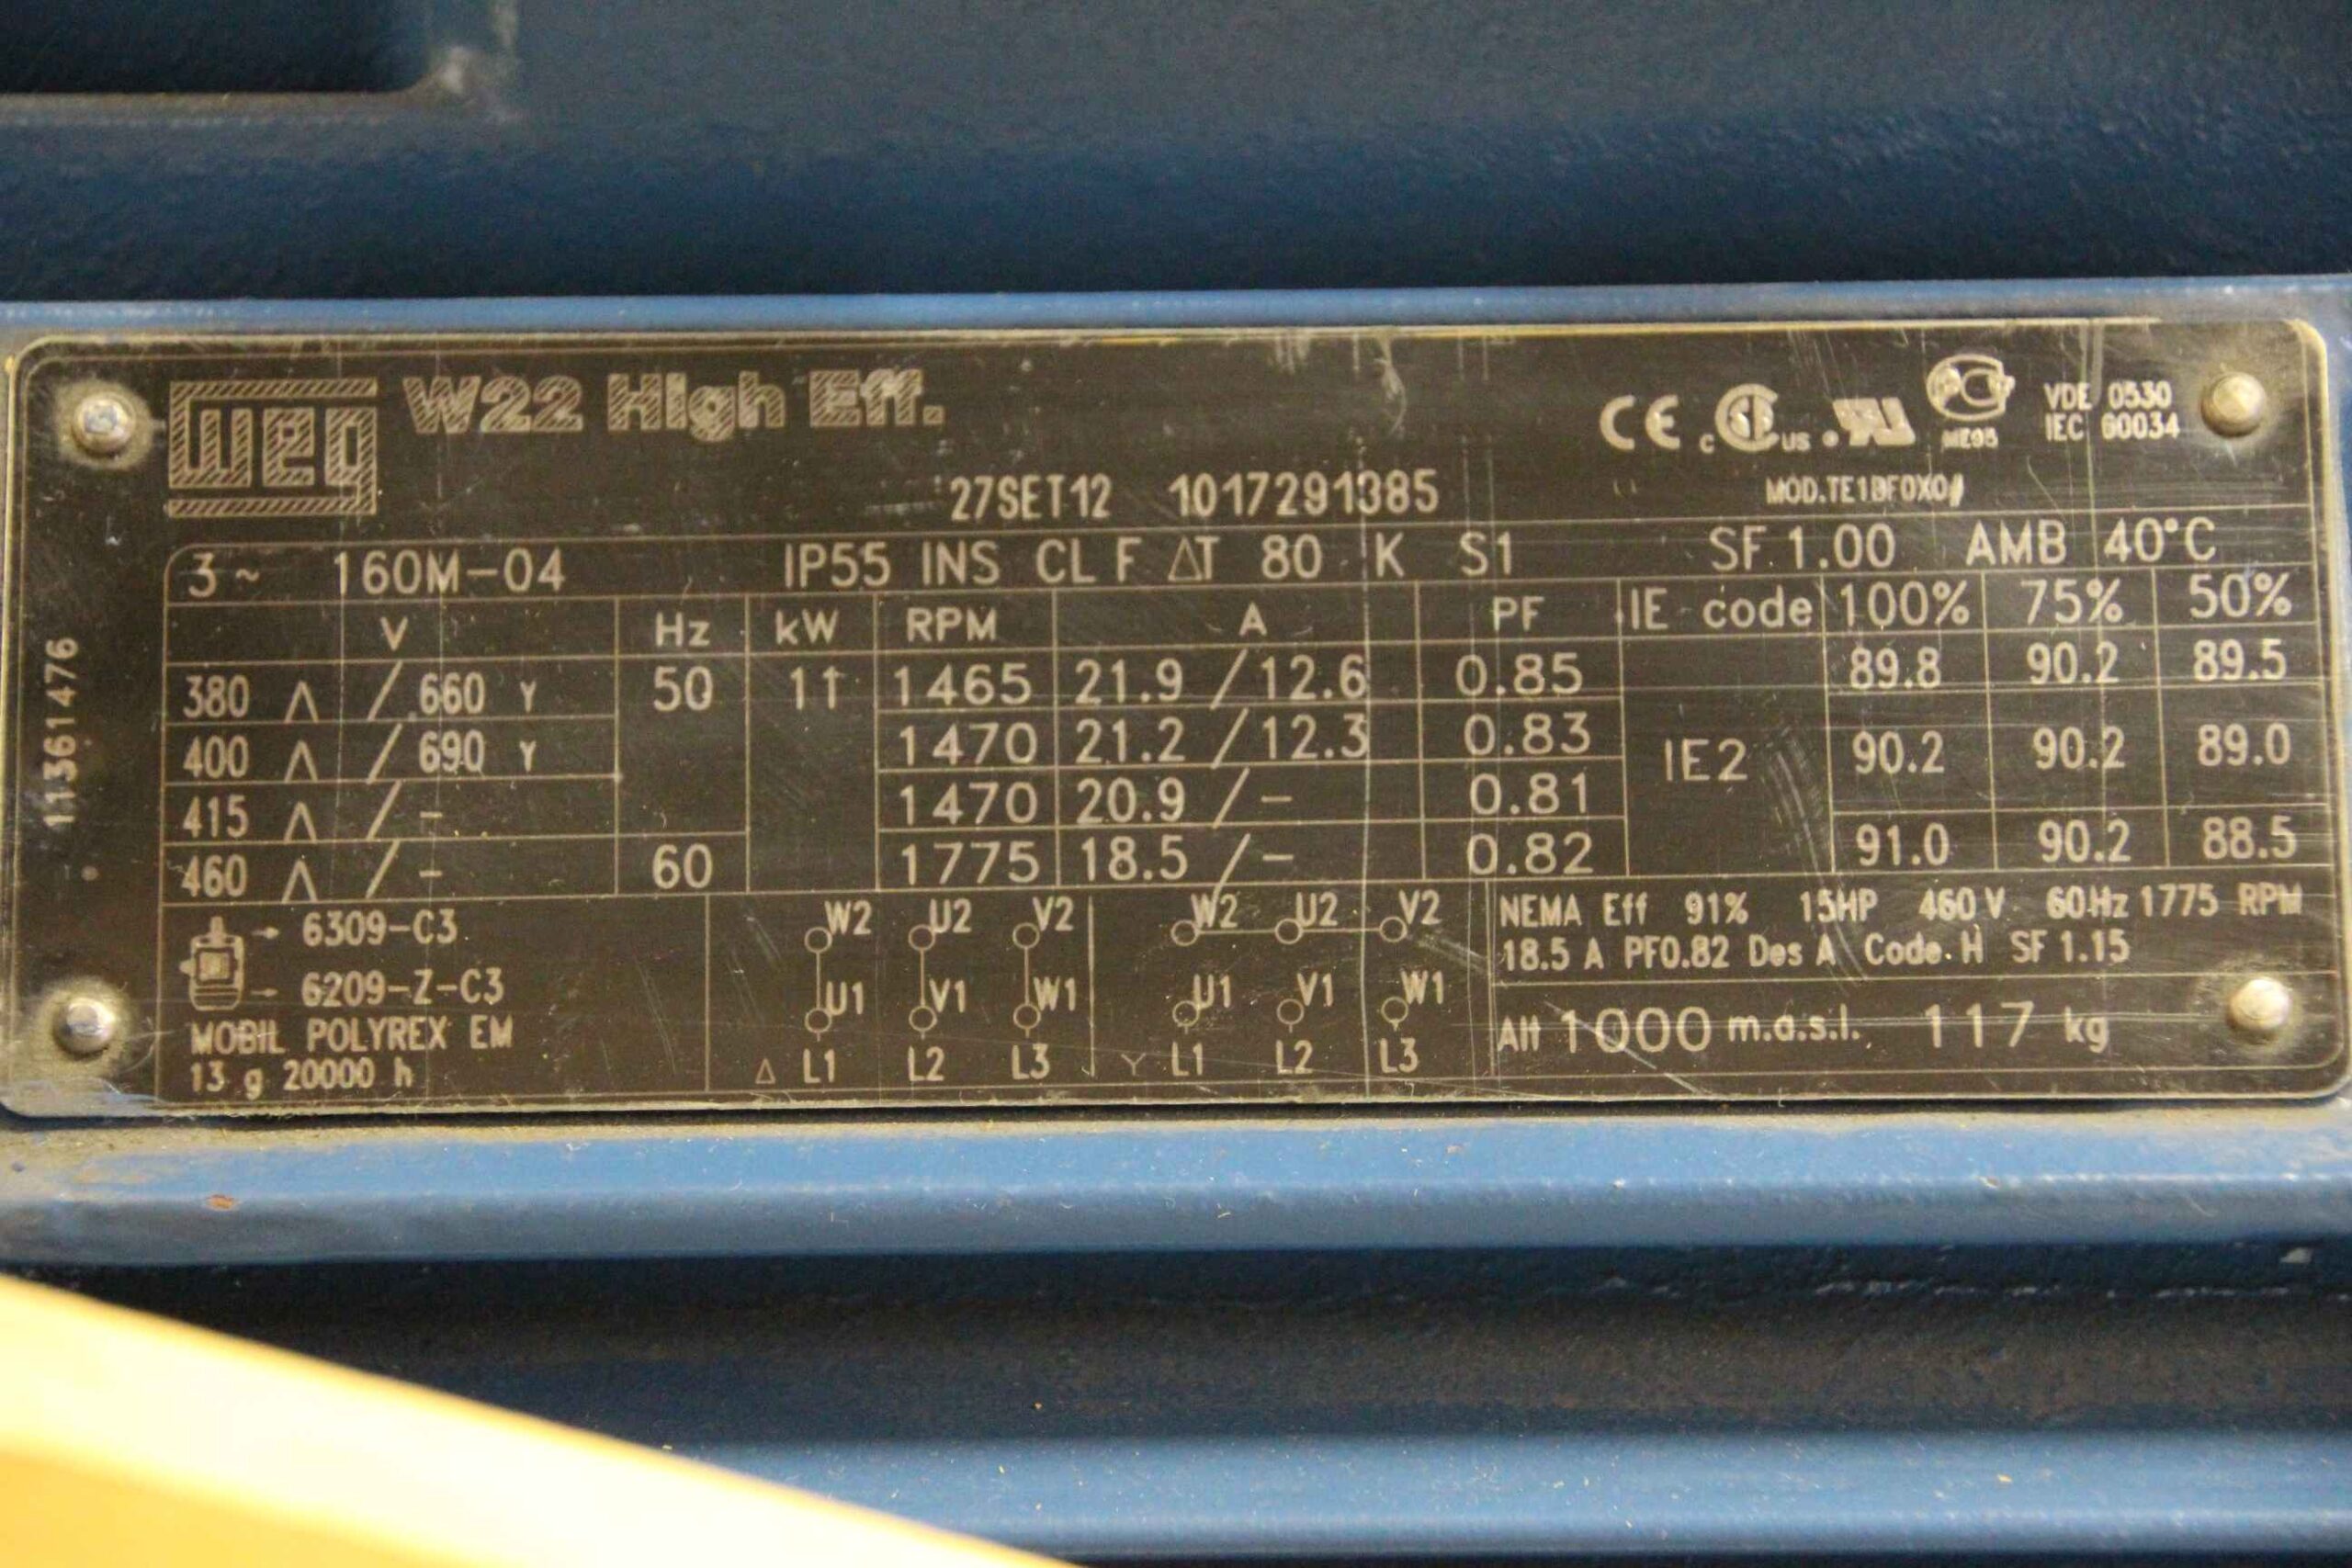 weg W22 High Eff.
CE c SA US UR PCT ME95 VDE 0530
IEC 60034
27SET12 1017291385
3~ 160M-04 IP55 INS CL F ΔT 80 K S1 SF 1.00 AMB 40°C
V Hz kW RPM A PF IE code 100% 75% 50%
380 Δ / 660 Y 50 11 1465 21.9 / 12.6 0.85 89.8 90.2 89.5
400 Δ / 690 Y 1470 21.2 / 12.3 0.83 IE2 90.2 90.2 89.0
415 Δ / - 1470 20.9 / - 0.81
460 Δ / - 60 1775 18.5 / - 0.82 91.0 90.2 88.5
→ 6309-C3
6209-Z-C3
MOBIL POLYREX EM
13 g 20000 h
W2 U2 V2
U1 V1 W1
Δ L1 L2 L3
W2 U2 V2
U1 V1 W1
Y L1 L2 L3
NEMA Eff 91% 15HP 460 V 60Hz 1775 RPM
18.5 A PF0.82 Des A Code H SF 1.15
Alt 1000 m.a.s.l. 117 kg
11361476